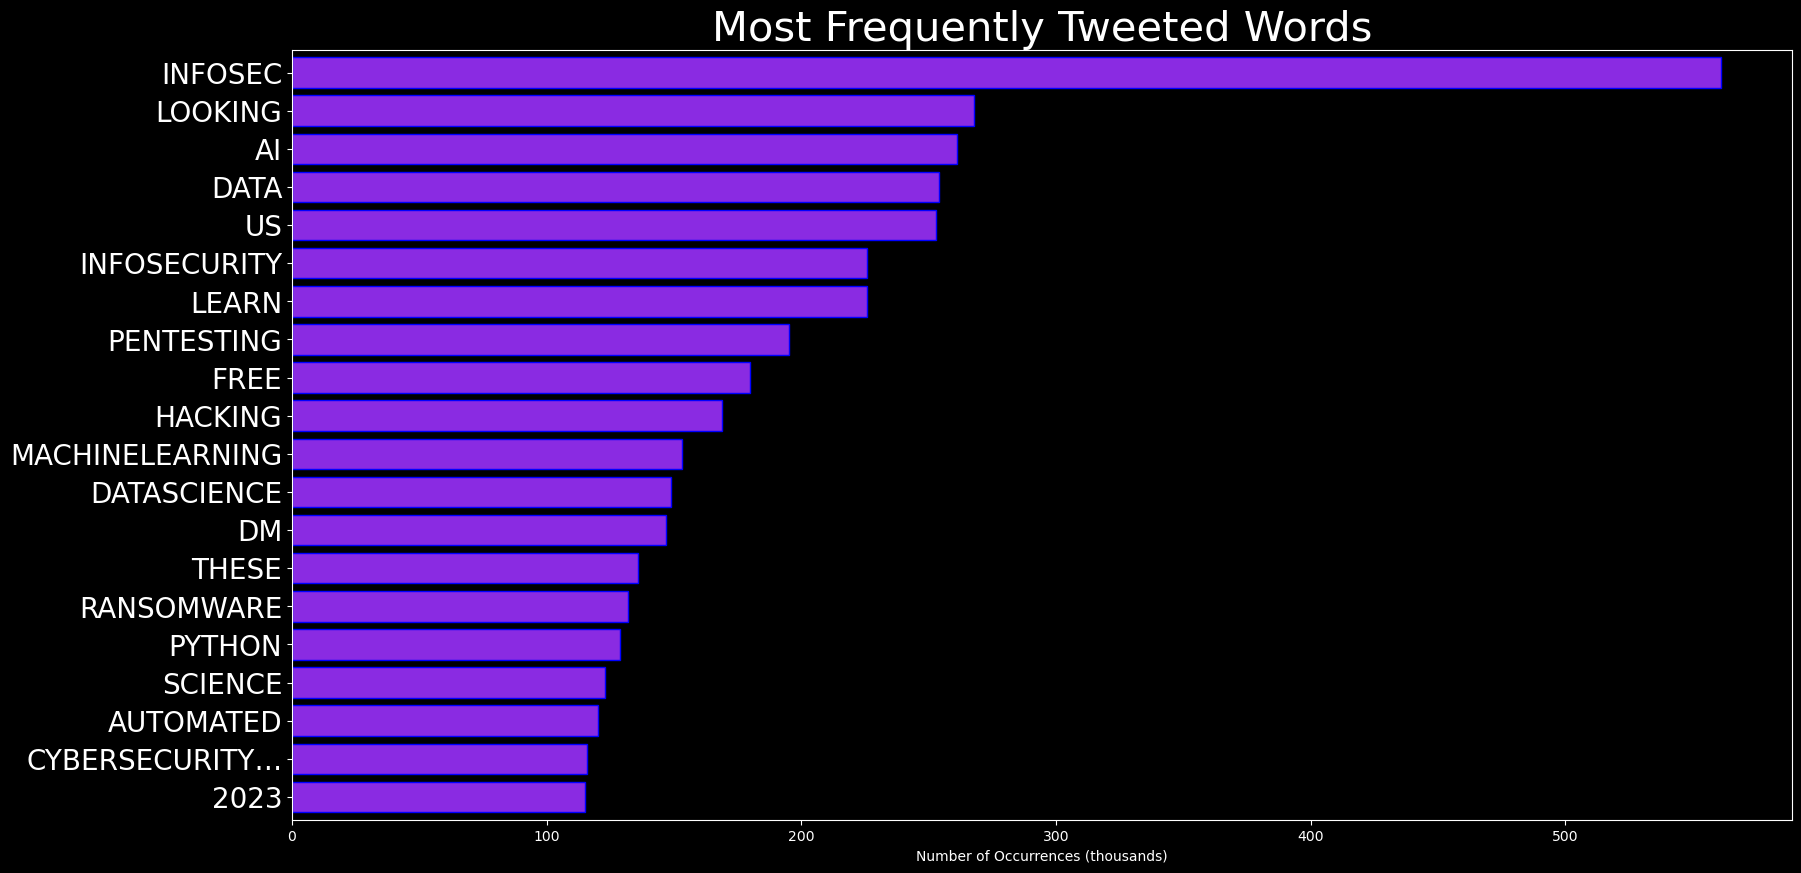 Most Frequently Tweeted Words
INFOSEC
LOOKING
AI
DATA
US
INFOSECURITY
LEARN
PENTESTING
FREE
HACKING
MACHINELEARNING
DATASCIENCE
DM
THESE
RANSOMWARE
PYTHON
SCIENCE
AUTOMATED
CYBERSECURITY…
2023
0 100 200 300 400 500
Number of Occurrences (thousands)